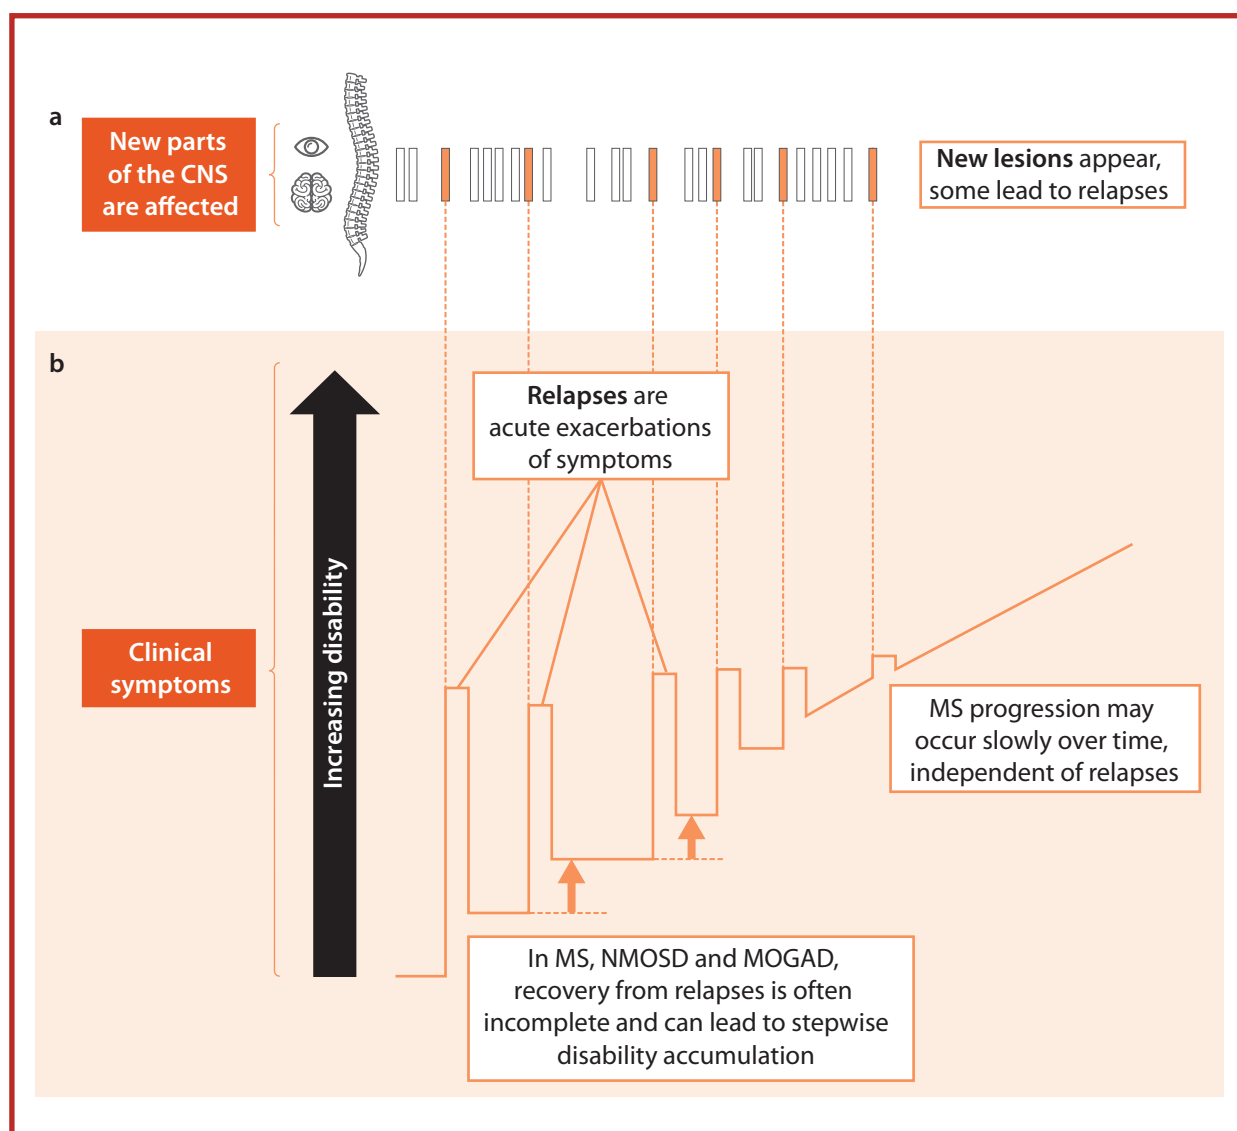 a
New parts
of the CNS
are affected
New lesions appear,
some lead to relapses
b
Relapses are
acute exacerbations
of symptoms
Increasing disability
Clinical
symptoms
MS progression may
occur slowly over time,
independent of relapses
In MS, NMOSD and MOGAD,
recovery from relapses is often
incomplete and can lead to stepwise
disability accumulation